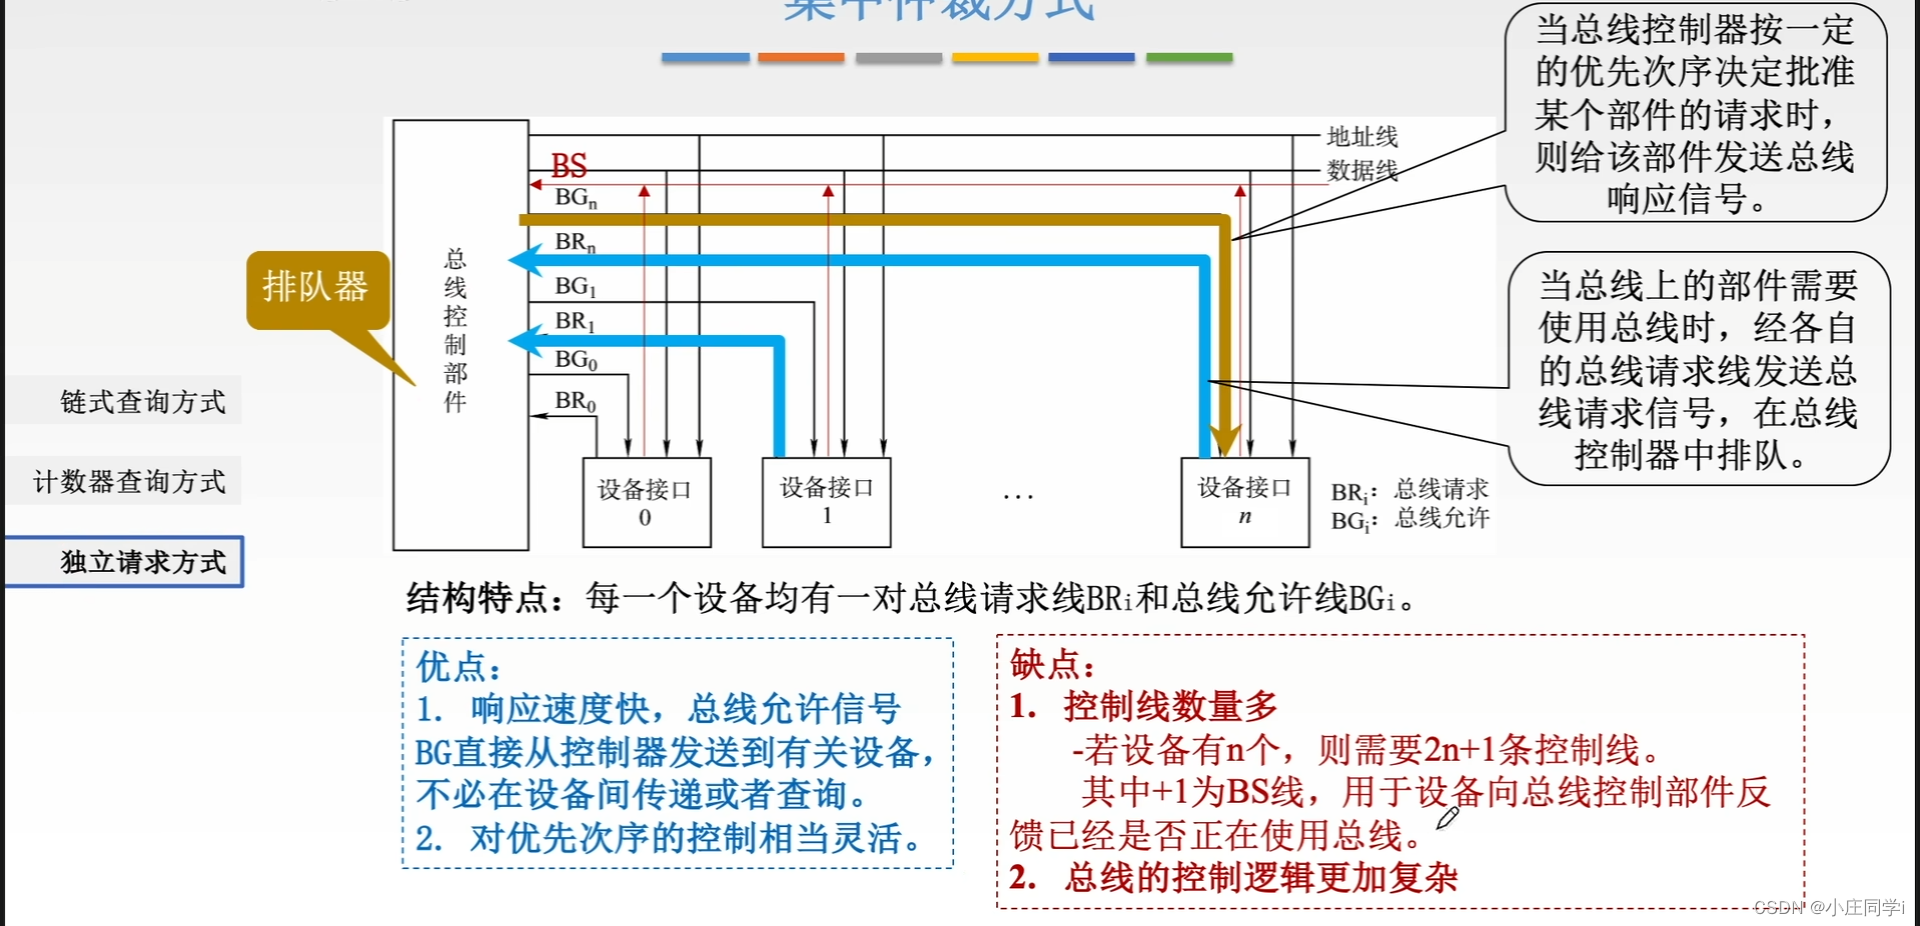 集中仲裁方式
当总线控制器按一定
的优先次序决定批准
某个部件的请求时，
则给该部件发送总线
响应信号。
地址线
BS
数据线
BGn
BRn
总线控制部件
排队器
BG1
BR1
BG0
BR0
当总线上的部件需要
使用总线时，经各自
的总线请求线发送总
线请求信号，在总线
控制器中排队。
链式查询方式
计数器查询方式
独立请求方式
设备接口
0
设备接口
1
...
设备接口
n
BRi：总线请求
BGi：总线允许
结构特点：每一个设备均有一对总线请求线BRi和总线允许线BGi。
优点：
1. 响应速度快，总线允许信号
BG直接从控制器发送到有关设备，
不必在设备间传递或者查询。
2. 对优先次序的控制相当灵活。
缺点：
1. 控制线数量多
-若设备有n个，则需要2n+1条控制线。
其中+1为BS线，用于设备向总线控制部件反
馈已经是否正在使用总线。
2. 总线的控制逻辑更加复杂
CSDN @小庄同学i